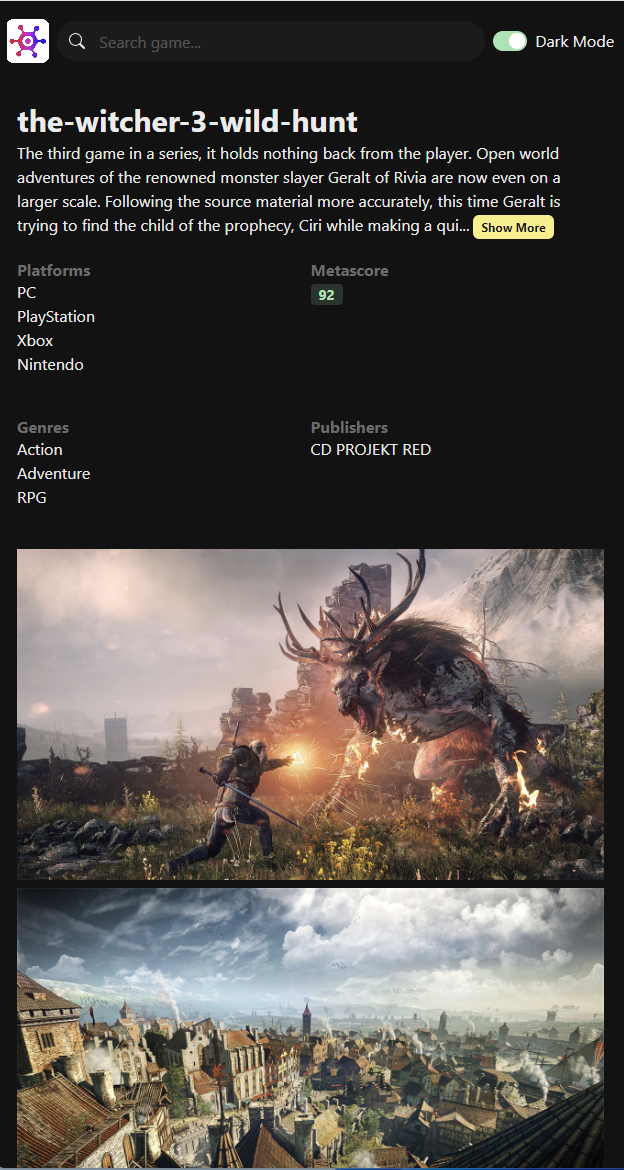 Search game...
Dark Mode
the-witcher-3-wild-hunt
The third game in a series, it holds nothing back from the player. Open world
adventures of the renowned monster slayer Geralt of Rivia are now even on a
larger scale. Following the source material more accurately, this time Geralt is
trying to find the child of the prophecy, Ciri while making a qui... Show More
Platforms
PC
PlayStation
Xbox
Nintendo
Metascore
92
Genres
Action
Adventure
RPG
Publishers
CD PROJEKT RED